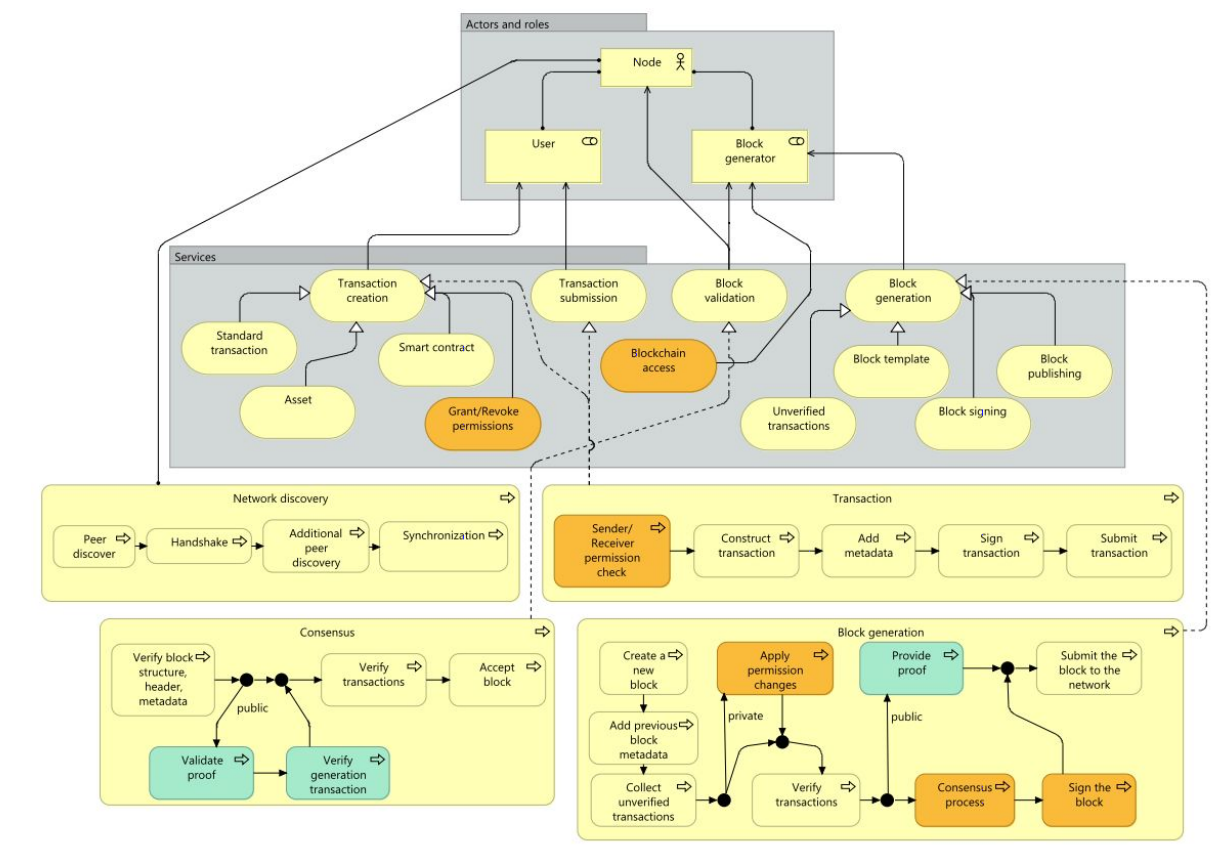 Actors and roles
Node
User
Block
generator
Services
Transaction
creation
Transaction
submission
Block
validation
Block
generation
Standard
transaction
Smart contract
Blockchain
access
Block template
Block
publishing
Asset
Grant/Revoke
permissions
Unverified
transactions
Block signing
Network discovery
Peer
discover
Handshake
Additional
peer
discovery
Synchronization
Transaction
Sender/
Receiver
permission
check
Construct
transaction
Add
metadata
Sign
transaction
Submit
transaction
Consensus
Verify block
structure,
header,
metadata
public
Verify
transactions
Accept
block
Validate
proof
Verify
generation
transaction
Block generation
Create a
new
block
Apply
permission
changes
Provide
proof
Submit the
block to the
network
Add previous
block
metadata
private
public
Collect
unverified
transactions
Verify
transactions
Consensus
process
Sign the
block